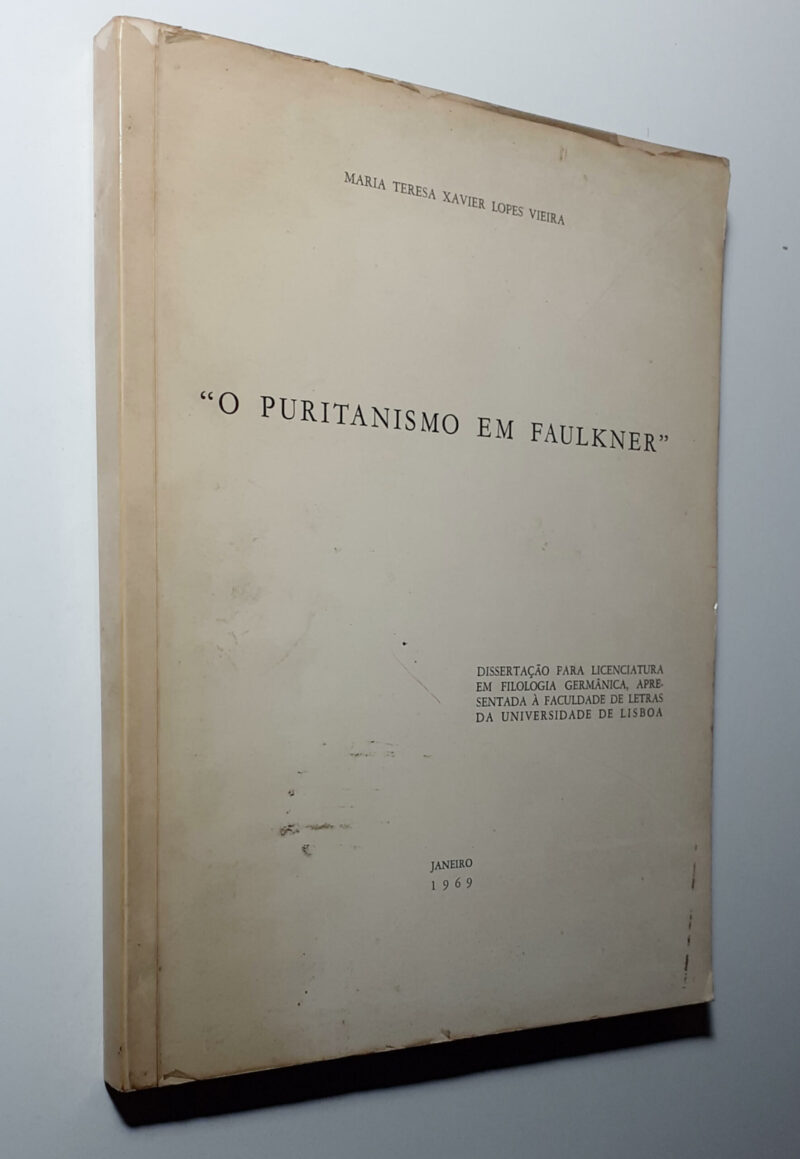 MARIA TERESA XAVIER LOPES VIEIRA
“O PURITANISMO EM FAULKNER”
DISSERTAÇÃO PARA LICENCIATURA
EM FILOLOGIA GERMÂNICA, APRE-
SENTADA À FACULDADE DE LETRAS
DA UNIVERSIDADE DE LISBOA
JANEIRO
1969